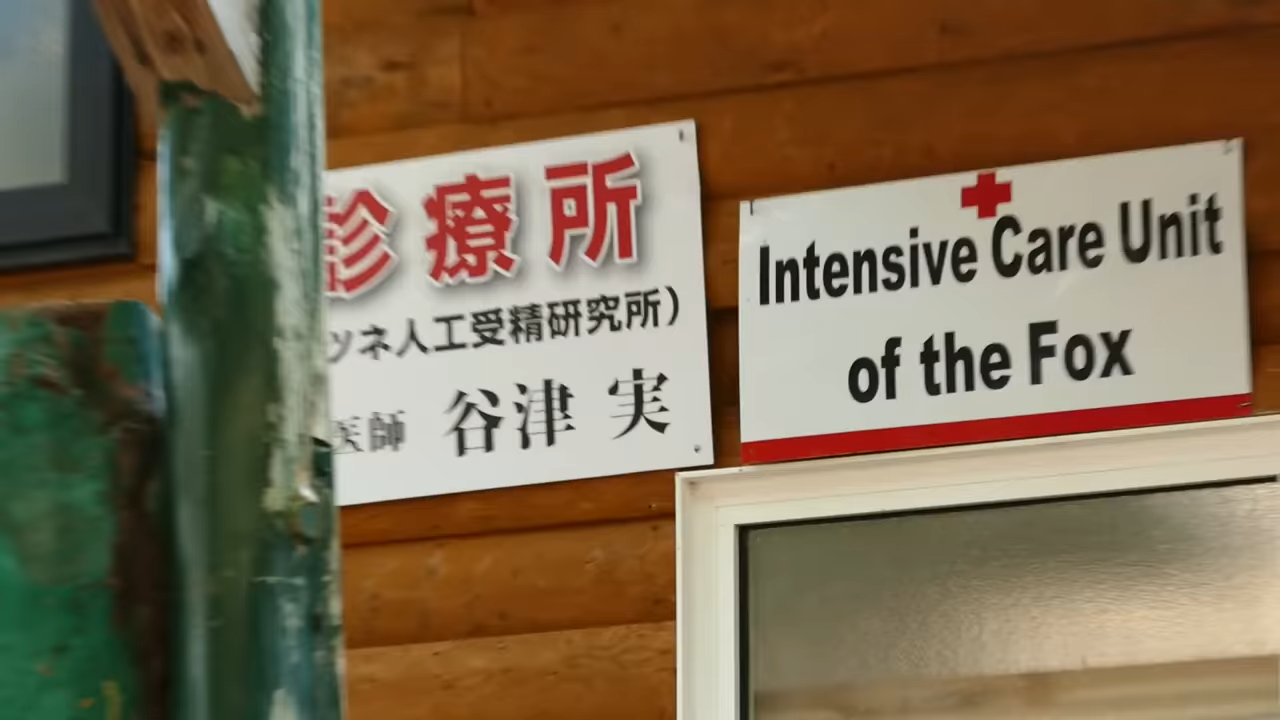 診療所
ツネ人工受精研究所）
医師 谷津 実
Intensive Care Unit
of the Fox